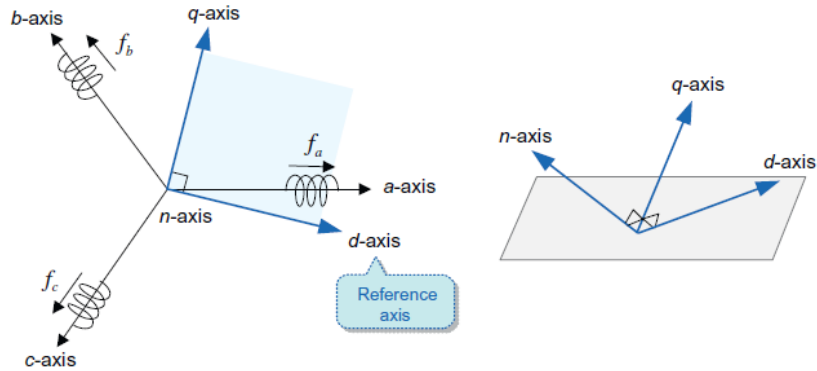 b-axis
f_b
q-axis
f_a
a-axis
n-axis
d-axis
Reference
axis
f_c
c-axis
q-axis
n-axis
d-axis